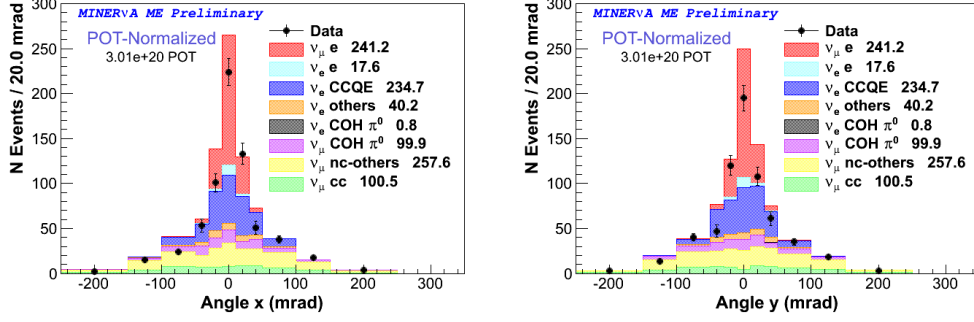 MINERνA ME Preliminary
POT-Normalized
3.01e+20 POT
Data
νμ e 241.2
νe e 17.6
νe CCQE 234.7
νe others 40.2
νe COH π0 0.8
νμ COH π0 99.9
νμ nc-others 257.6
νμ cc 100.5
N Events / 20.0 mrad
300
250
200
150
100
50
0
-200 -100 0 100 200 300
Angle x (mrad)
MINERνA ME Preliminary
POT-Normalized
3.01e+20 POT
Data
νμ e 241.2
νe e 17.6
νe CCQE 234.7
νe others 40.2
νe COH π0 0.8
νμ COH π0 99.9
νμ nc-others 257.6
νμ cc 100.5
N Events / 20.0 mrad
300
250
200
150
100
50
0
-200 -100 0 100 200 300
Angle y (mrad)